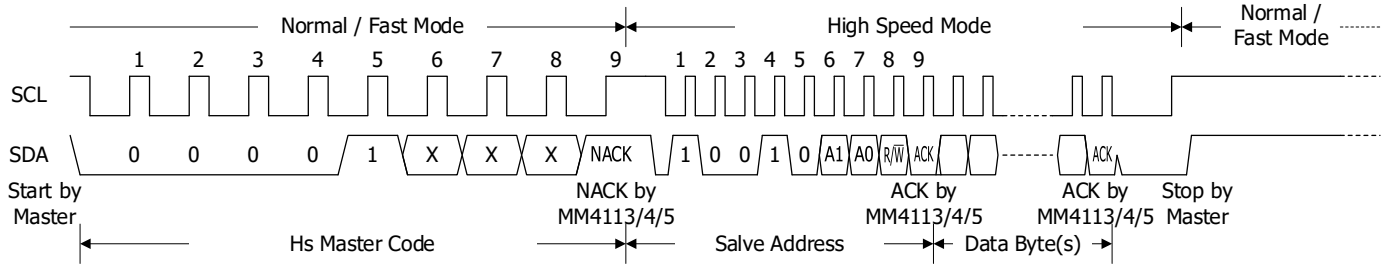 Normal / Fast Mode High Speed Mode Normal / Fast Mode
1 2 3 4 5 6 7 8 9 1 2 3 4 5 6 7 8 9
SCL
SDA 0 0 0 0 1 X X X NACK 1 0 0 1 0 A1 A0 R/W̅ ACK ACK
Start by Master NACK by MM4113/4/5 ACK by MM4113/4/5 ACK by MM4113/4/5 Stop by Master
Hs Master Code Salve Address Data Byte(s)